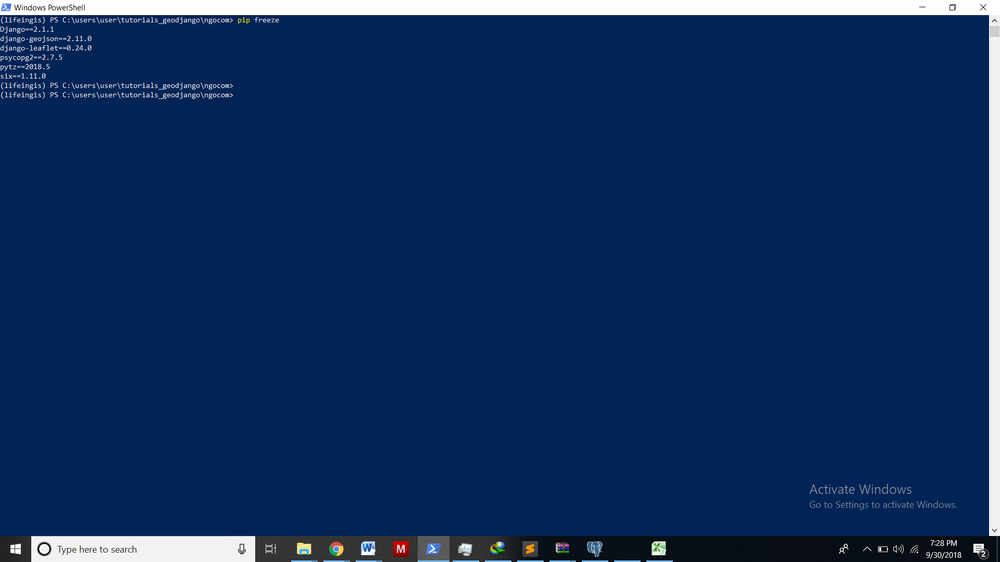 Windows PowerShell
(lifeingis) PS C:\users\user\tutorials_geodjango\ngocom> pip freeze
Django==2.1.1
django-geojson==2.11.0
django-leaflet==0.24.0
psycopg2==2.7.5
pytz==2018.5
six==1.11.0
(lifeingis) PS C:\users\user\tutorials_geodjango\ngocom>
(lifeingis) PS C:\users\user\tutorials_geodjango\ngocom>
Activate Windows
Go to Settings to activate Windows.
Type here to search
W
M
S
X
7:28 PM
9/30/2018
2